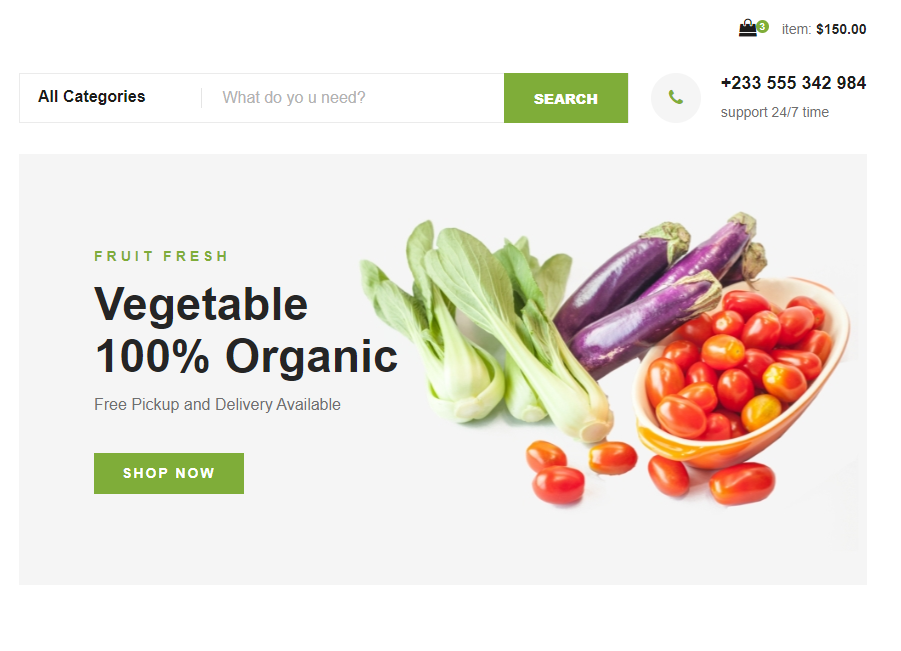 3 item: $150.00
All Categories What do yo u need? SEARCH
+233 555 342 984
support 24/7 time
FRUIT FRESH
Vegetable
100% Organic
Free Pickup and Delivery Available
SHOP NOW